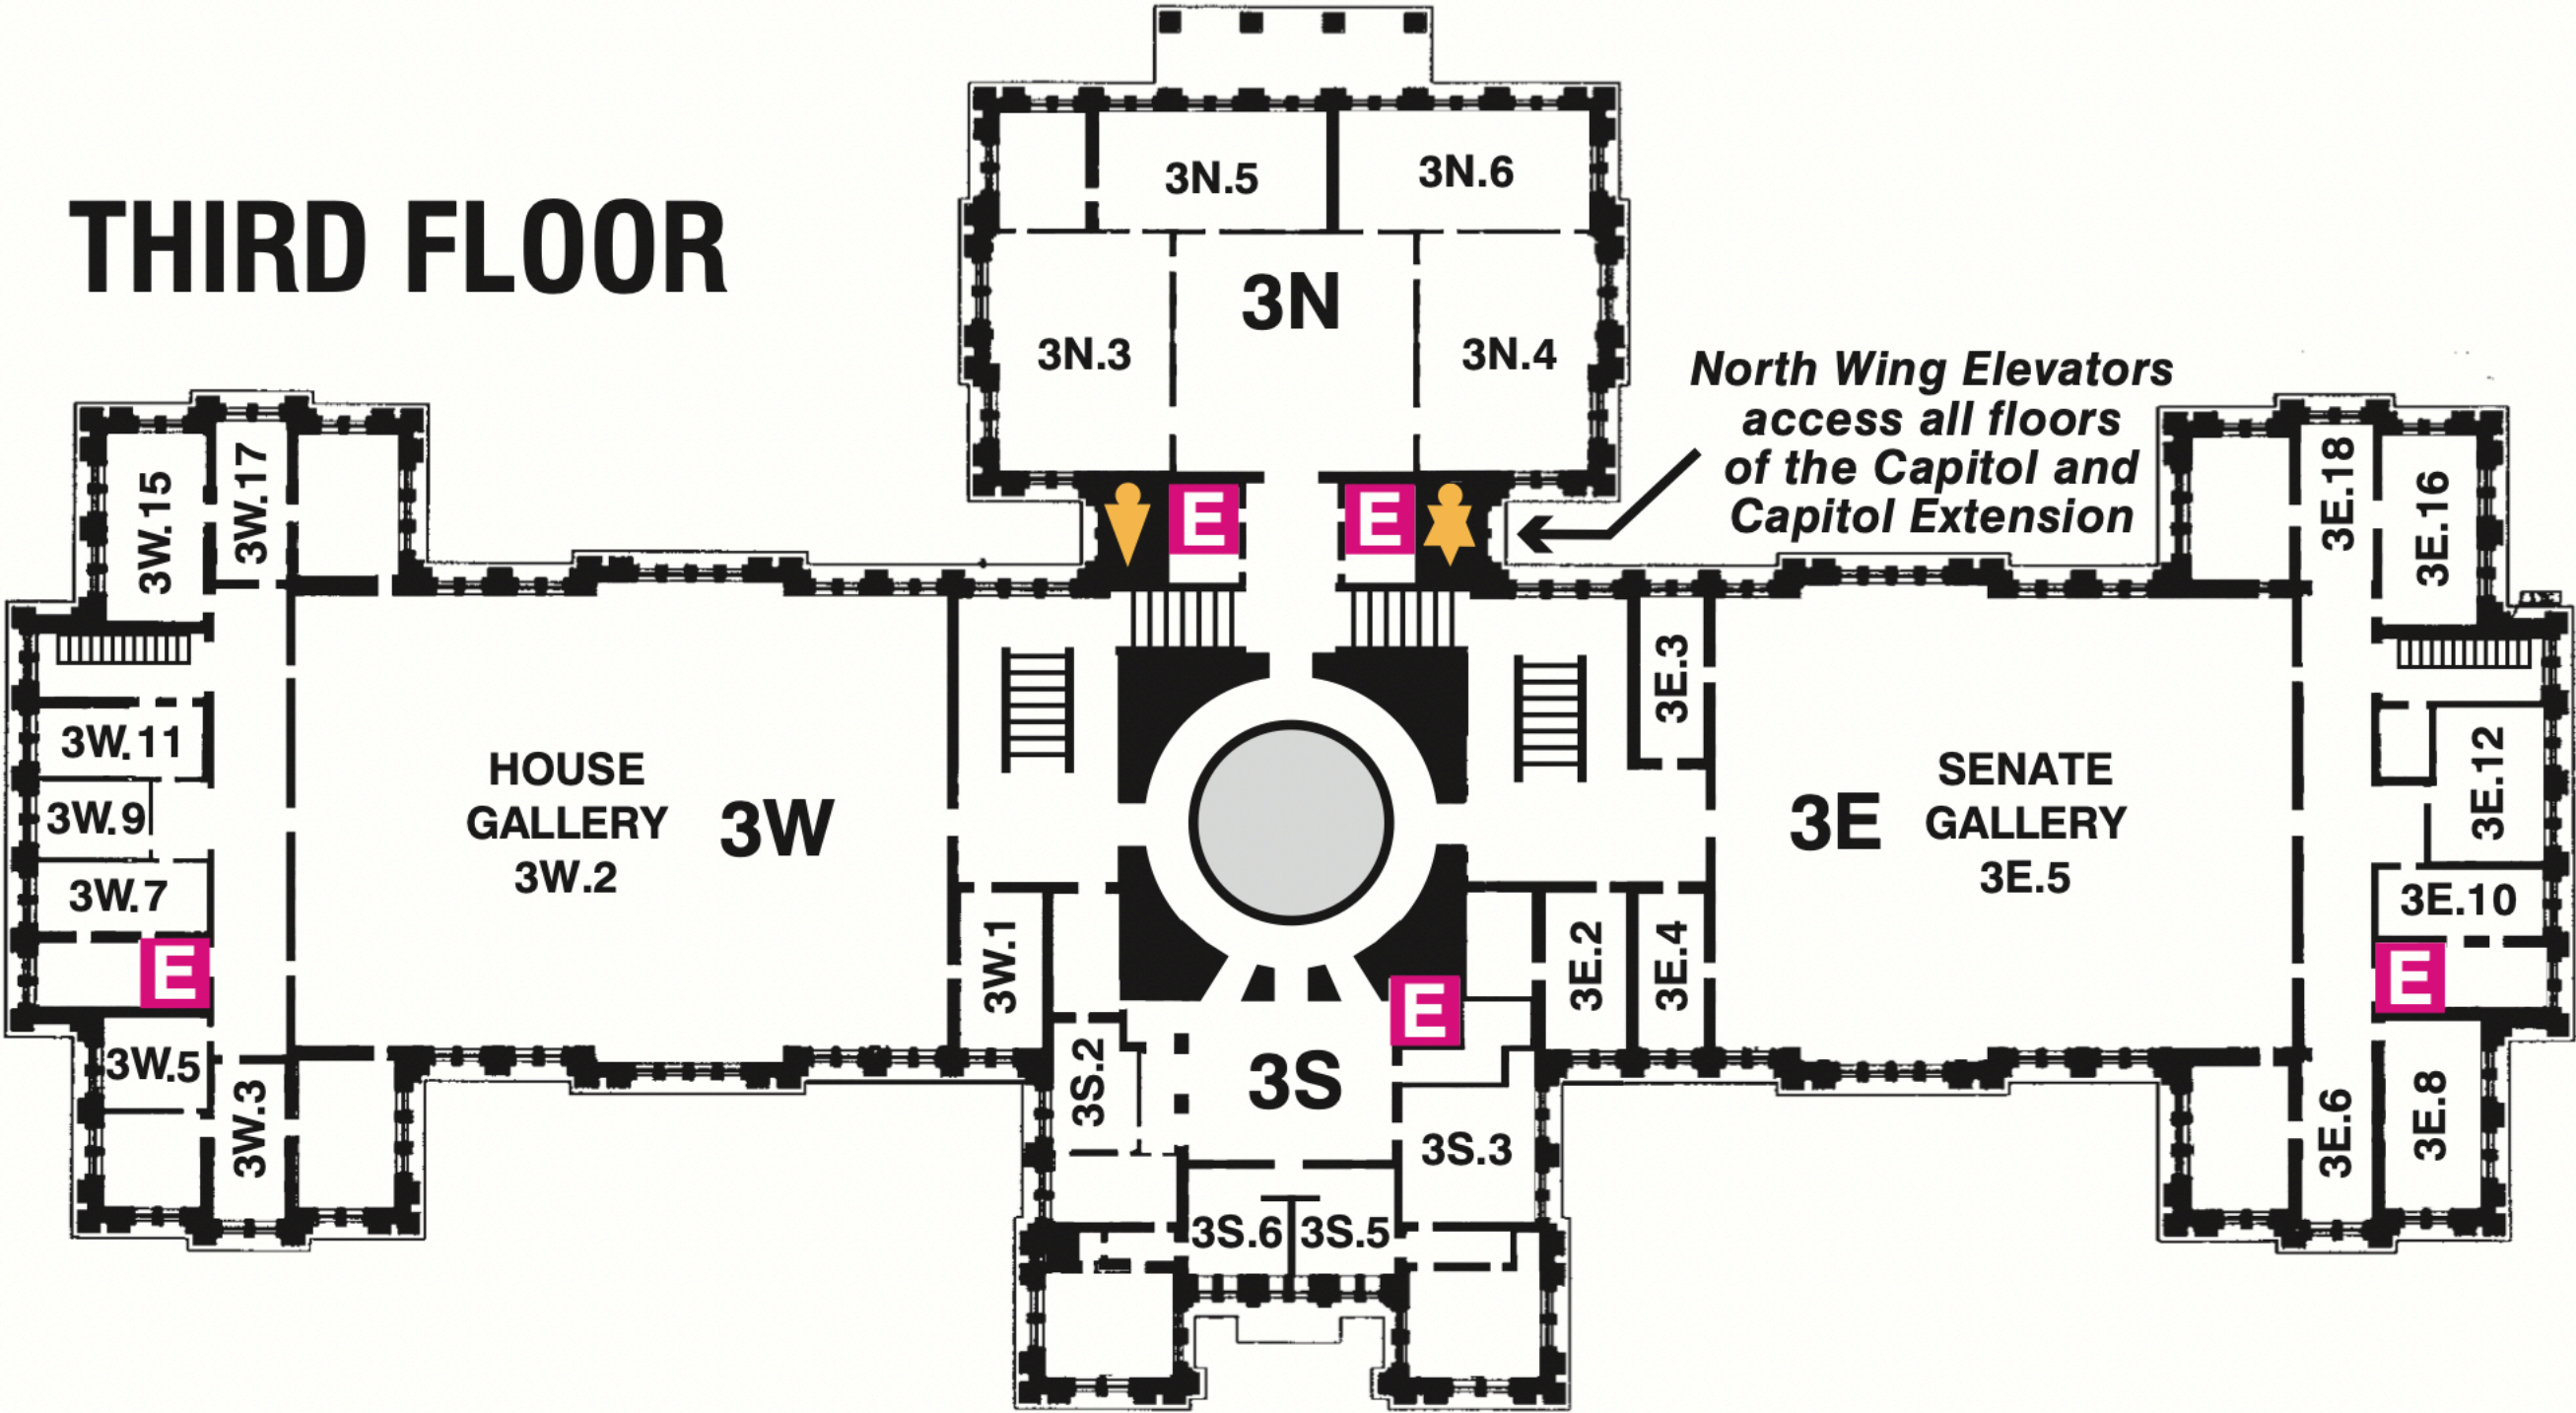 THIRD FLOOR
3N.5
3N.6
3N
3N.3
3N.4
North Wing Elevators
access all floors
of the Capitol and
Capitol Extension
E
E
3W.15
3W.17
3E.18
3E.16
3W.11
3W.9
3W.7
E
3W.5
3W.3
HOUSE
GALLERY
3W.2
3W
3W.1
3E.3
3E.2
3E.4
3E
SENATE
GALLERY
3E.5
3E.12
3E.10
E
3E.6
3E.8
E
3S
3S.2
3S.3
3S.6
3S.5